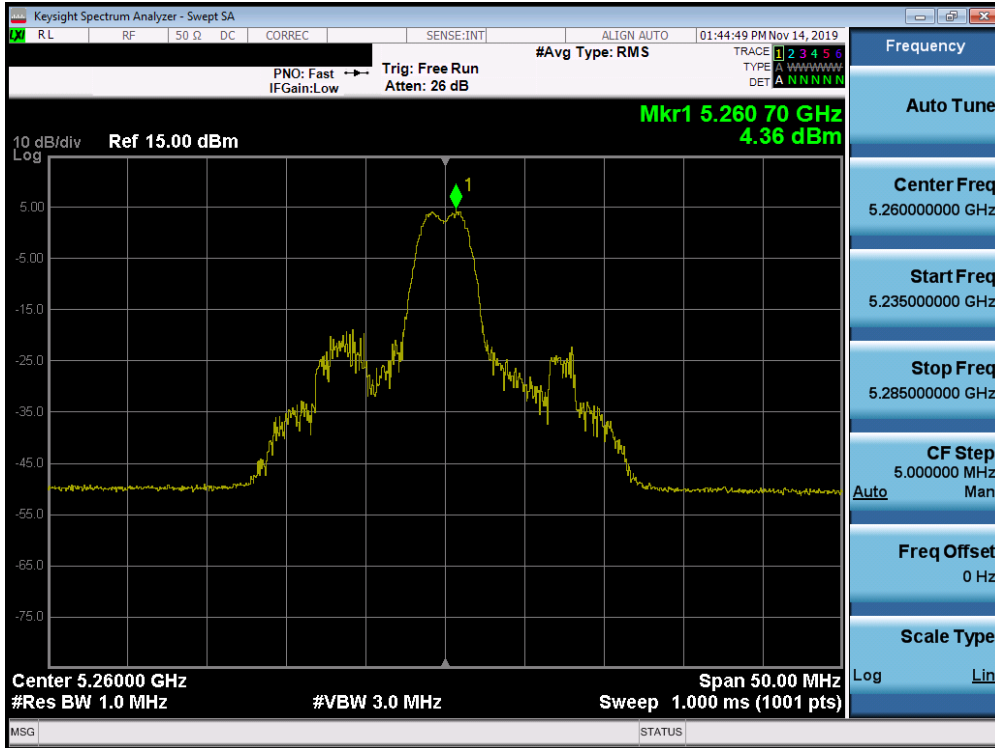 Keysight Spectrum Analyzer - Swept SA
LXI RL RF 50 Ω DC CORREC SENSE:INT ALIGN AUTO 01:44:49 PM Nov 14, 2019
PNO: Fast
IFGain:Low
Trig: Free Run
Atten: 26 dB
#Avg Type: RMS
TRACE 1 2 3 4 5 6
TYPE A WWWWW
DET A N N N N N
Mkr1 5.260 70 GHz
4.36 dBm
10 dB/div Ref 15.00 dBm
Log
1
5.00
-5.00
-15.0
-25.0
-35.0
-45.0
-55.0
-65.0
-75.0
Center 5.26000 GHz Span 50.00 MHz
#Res BW 1.0 MHz #VBW 3.0 MHz Sweep 1.000 ms (1001 pts)
MSG STATUS
Frequency
Auto Tune
Center Freq
5.260000000 GHz
Start Freq
5.235000000 GHz
Stop Freq
5.285000000 GHz
CF Step
5.000000 MHz
Auto Man
Freq Offset
0 Hz
Scale Type
Log Lin